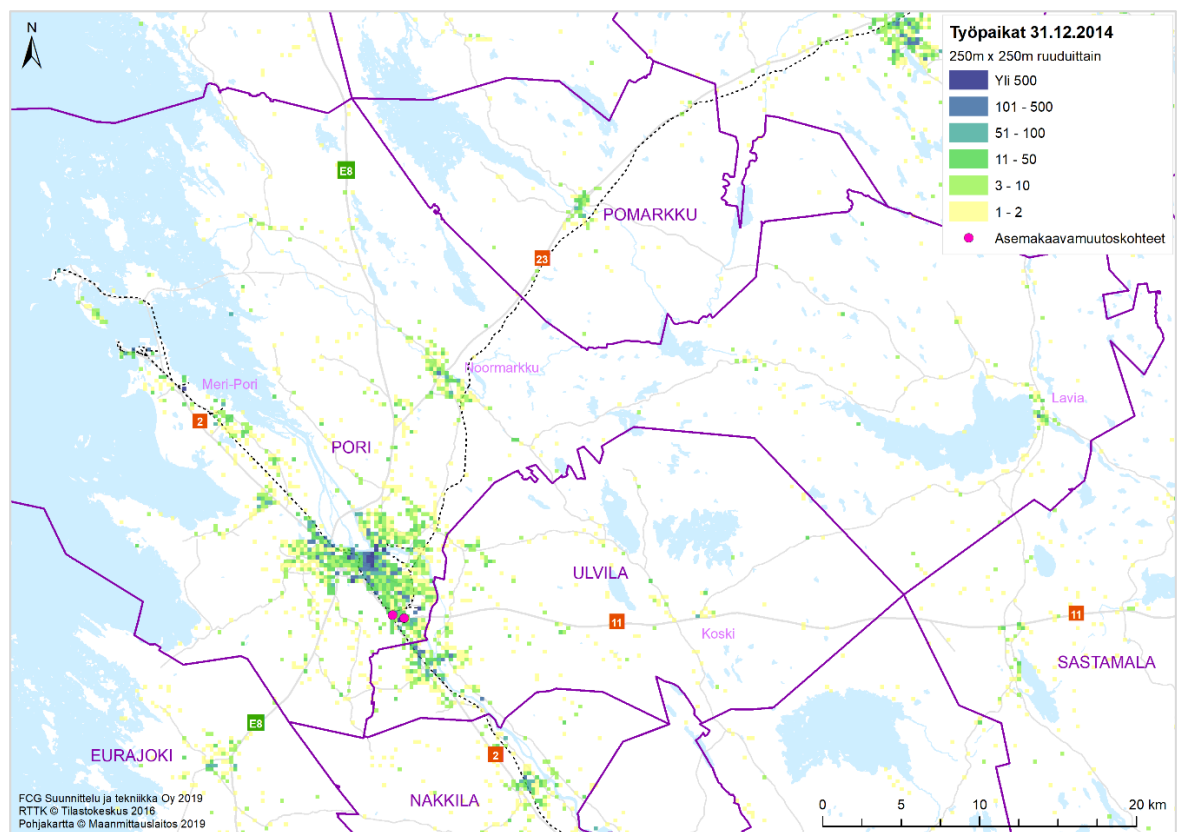 N
Työpaikat 31.12.2014
250m x 250m ruuduittain
Yli 500
101 - 500
51 - 100
11 - 50
3 - 10
1 - 2
Asemakaavamuutoskohteet
E8
POMARKKU
23
Noormarkku
Meri-Pori
Lavia
2
PORI
ULVILA
11
11
Koski
SASTAMALA
E8
2
EURAJOKI
NAKKILA
FCG Suunnittelu ja tekniikka Oy 2019
RTTK © Tilastokeskus 2016
Pohjakartta © Maanmittauslaitos 2019
0 5 10 20 km